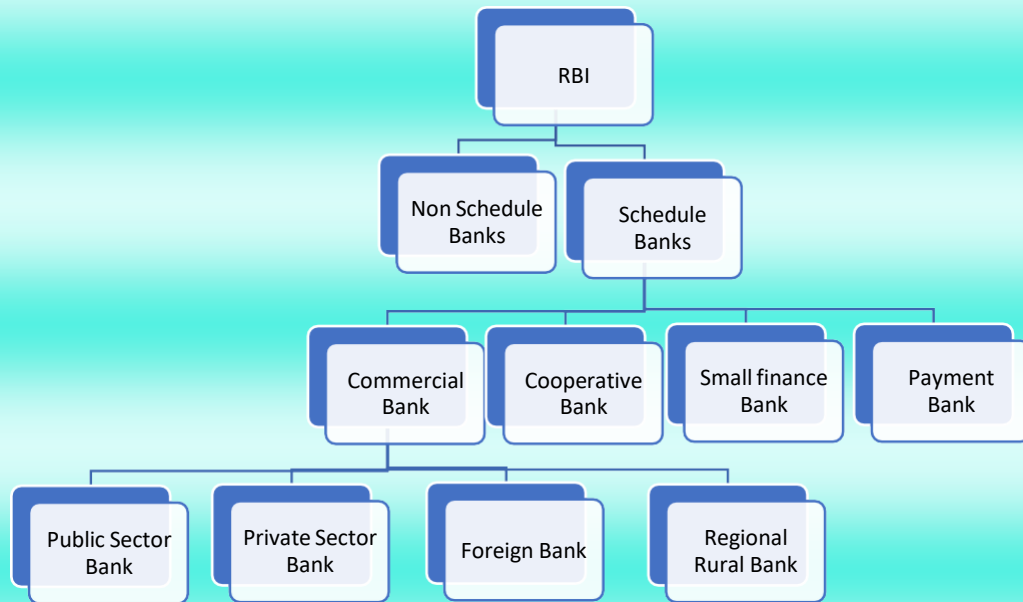 RBI
Non Schedule
Banks
Schedule
Banks
Commercial
Bank
Cooperative
Bank
Small finance
Bank
Payment
Bank
Public Sector
Bank
Private Sector
Bank
Foreign Bank
Regional
Rural Bank